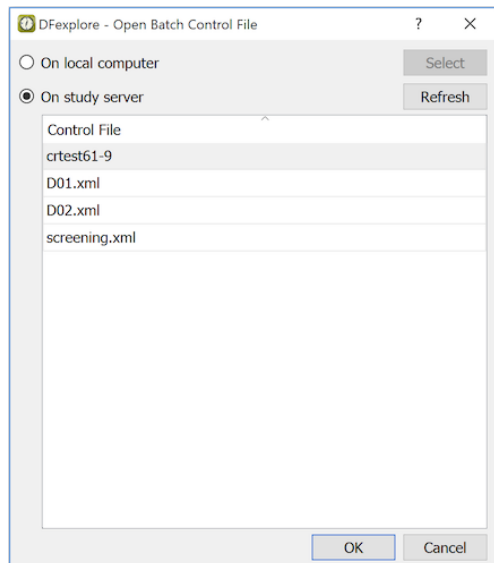 DFexplore - Open Batch Control File ?
On local computer Select
On study server Refresh
Control File
crtest61-9
D01.xml
D02.xml
screening.xml
OK Cancel